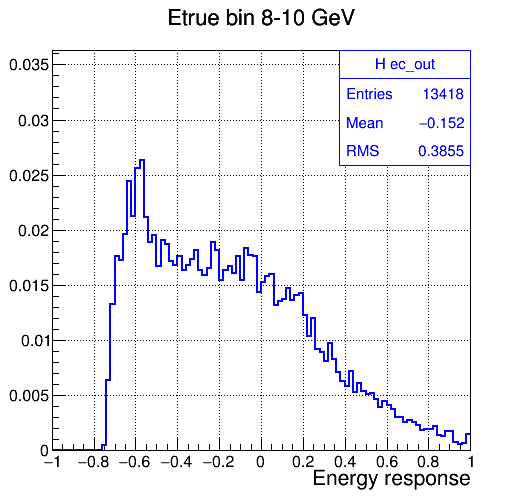 Etrue bin 8-10 GeV
H ec_out
Entries 13418
Mean −0.152
RMS 0.3855
0.035
0.03
0.025
0.02
0.015
0.01
0.005
0
−1 −0.8 −0.6 −0.4 −0.2 0 0.2 0.4 0.6 0.8 1
Energy response